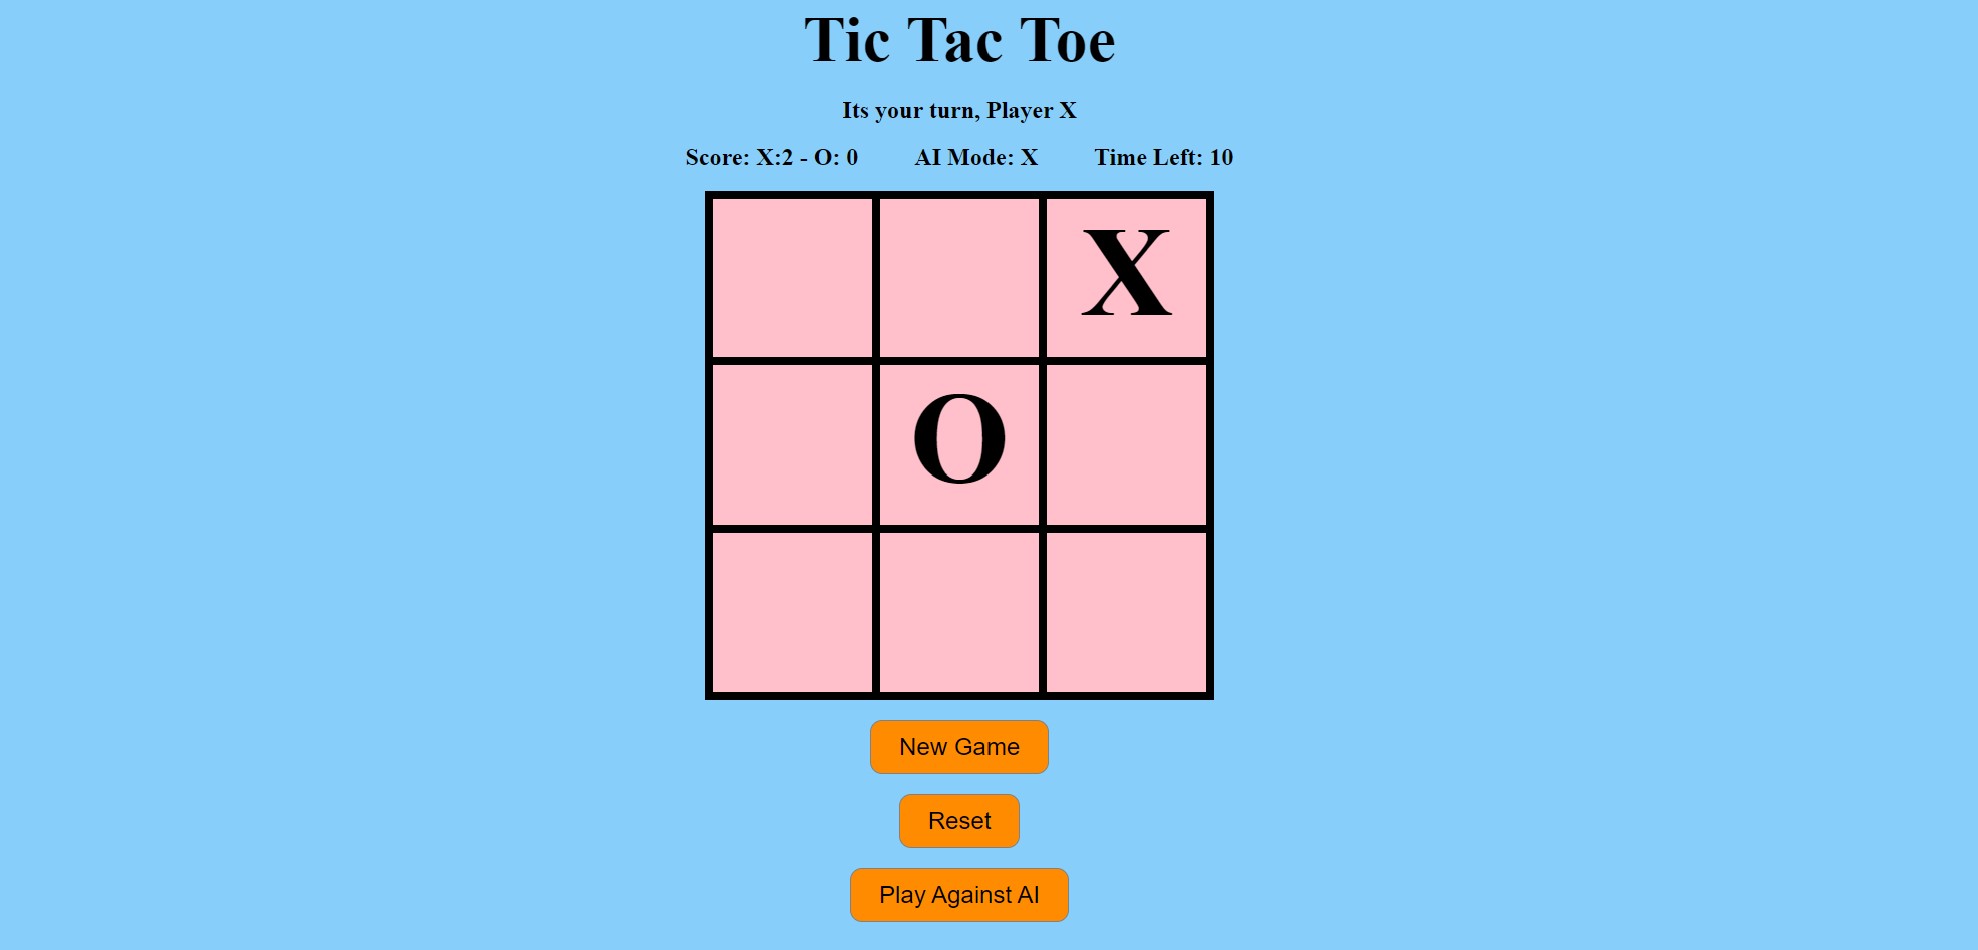 Tic Tac Toe
Its your turn, Player X
Score: X:2 - O: 0 AI Mode: X Time Left: 10
X
O
New Game
Reset
Play Against AI